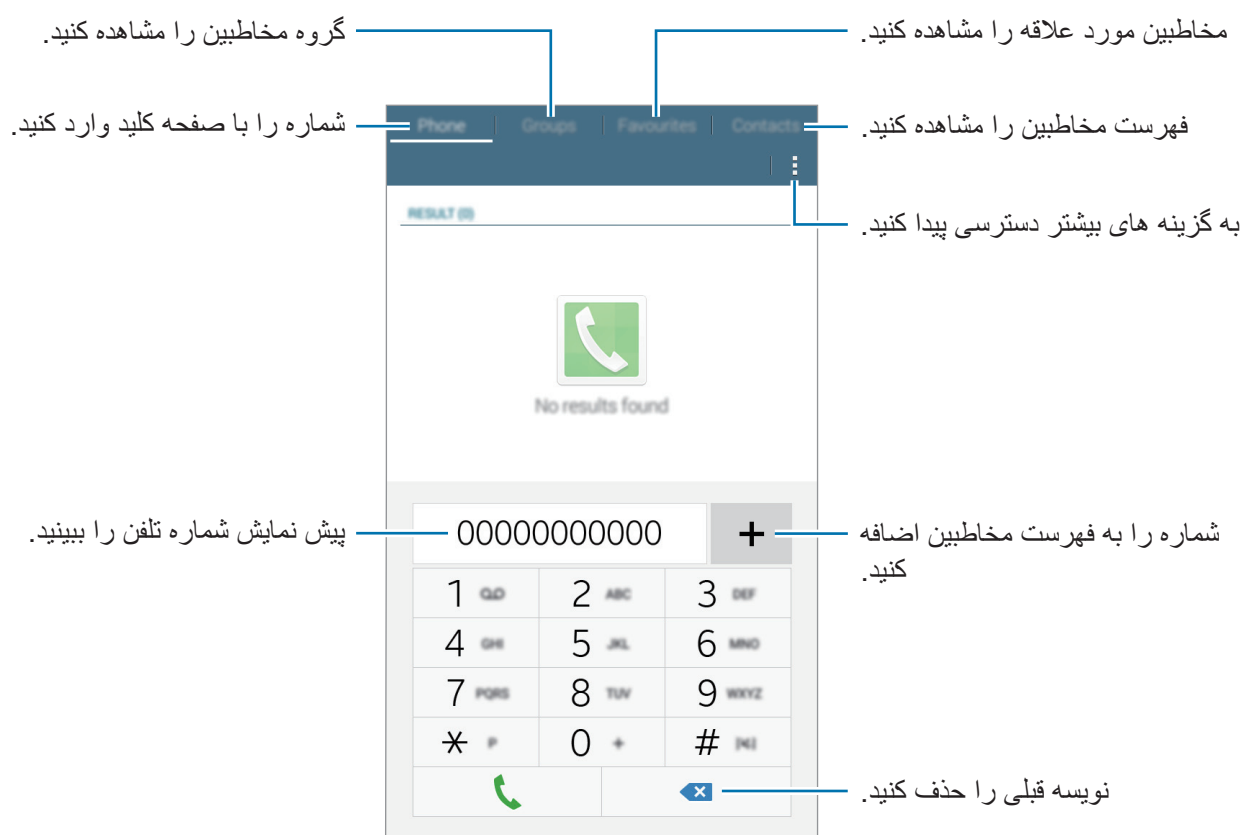 گروه مخاطبین را مشاهده کنید.
مخاطبین مورد علاقه را مشاهده کنید.
شماره را با صفحه کلید وارد کنید.
Phone Groups Favourites Contacts
فهرست مخاطبین را مشاهده کنید.
به گزینه های بیشتر دسترسی پیدا کنید.
RESULT (0)
No results found
پیش نمایش شماره تلفن را ببینید.
00000000000 +
شماره را به فهرست مخاطبین اضافه
کنید.
1 2 ABC 3 DEF
4 GHI 5 JKL 6 MNO
7 PQRS 8 TUV 9 WXYZ
* P 0 + #
نویسه قبلی را حذف کنید.